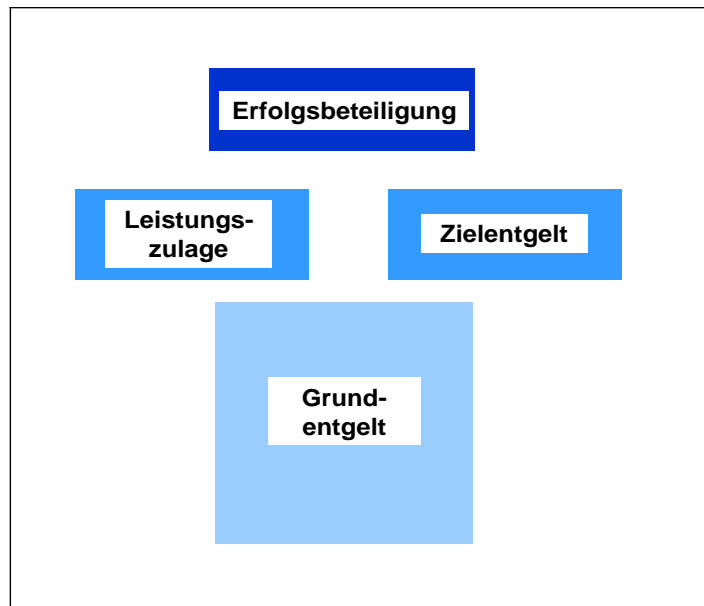 Erfolgsbeteiligung
Leistungs-
zulage
Zielentgelt
Grund-
entgelt